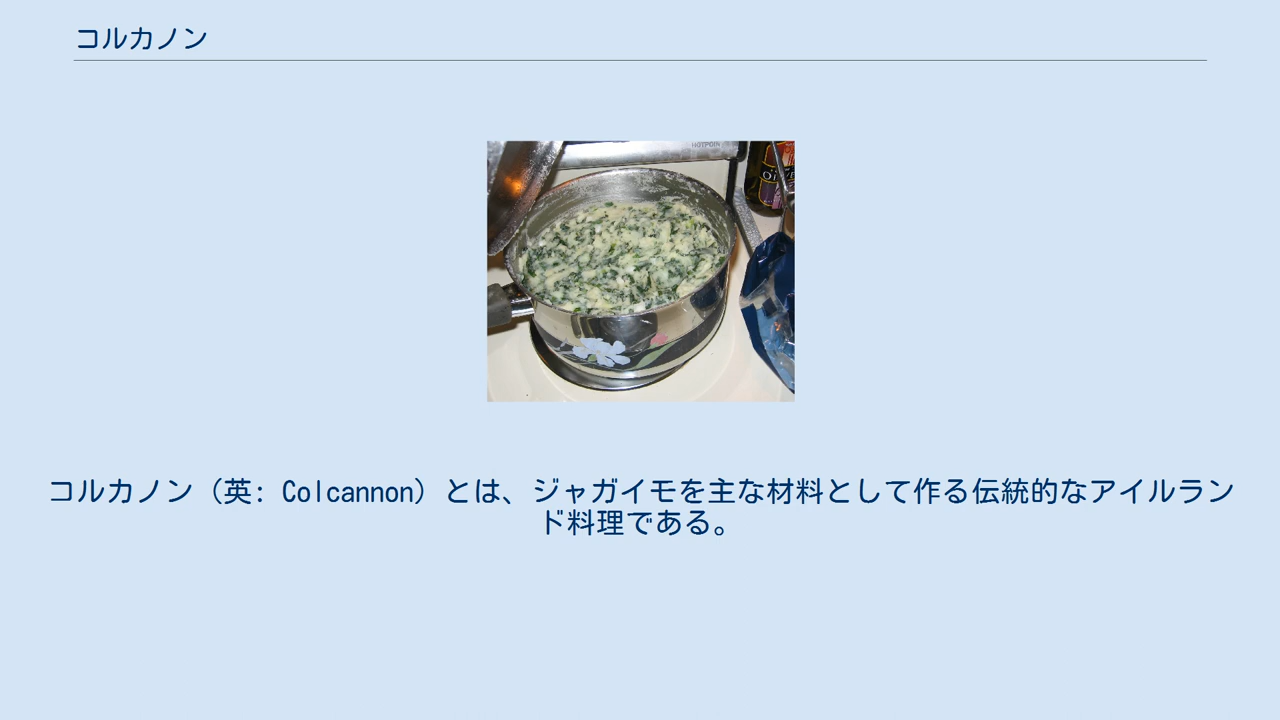 コルカノン
HOTPOIN
コルカノン（英: Colcannon）とは、ジャガイモを主な材料として作る伝統的なアイルラン
ド料理である。